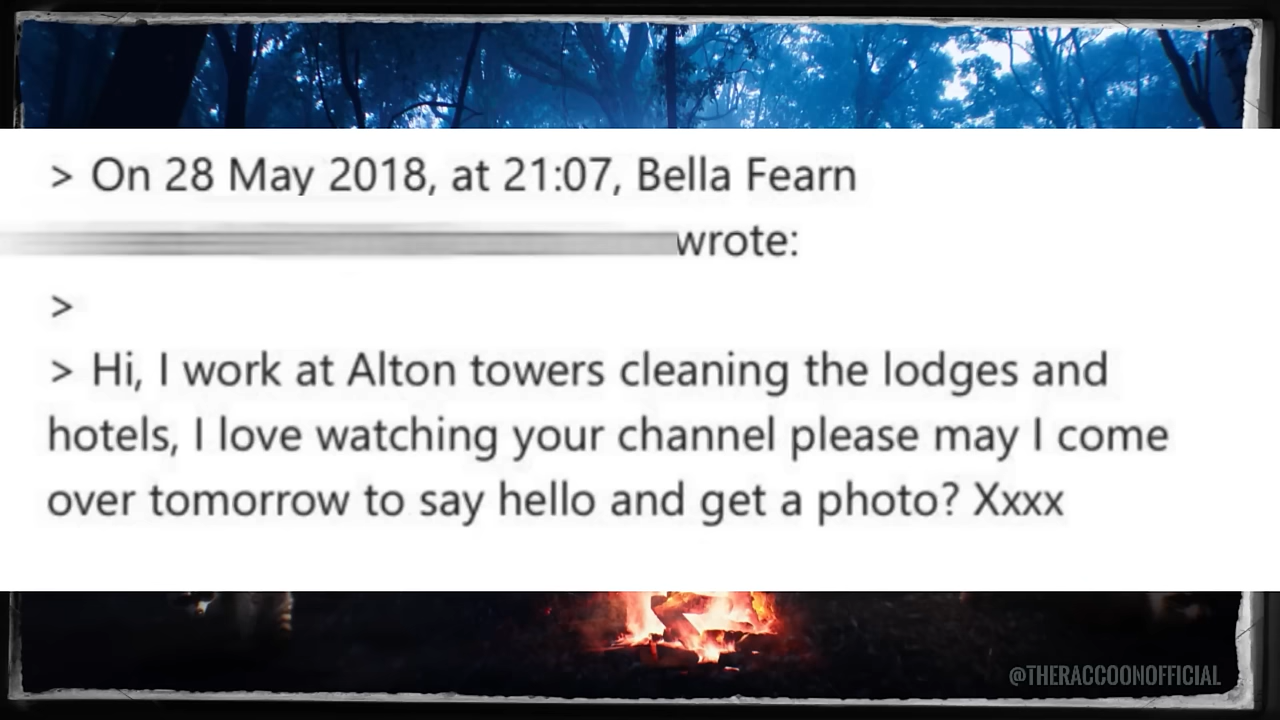 > On 28 May 2018, at 21:07, Bella Fearn
wrote:
>
> Hi, I work at Alton towers cleaning the lodges and
hotels, I love watching your channel please may I come
over tomorrow to say hello and get a photo? Xxxx
@THERACCOONOFFICIAL